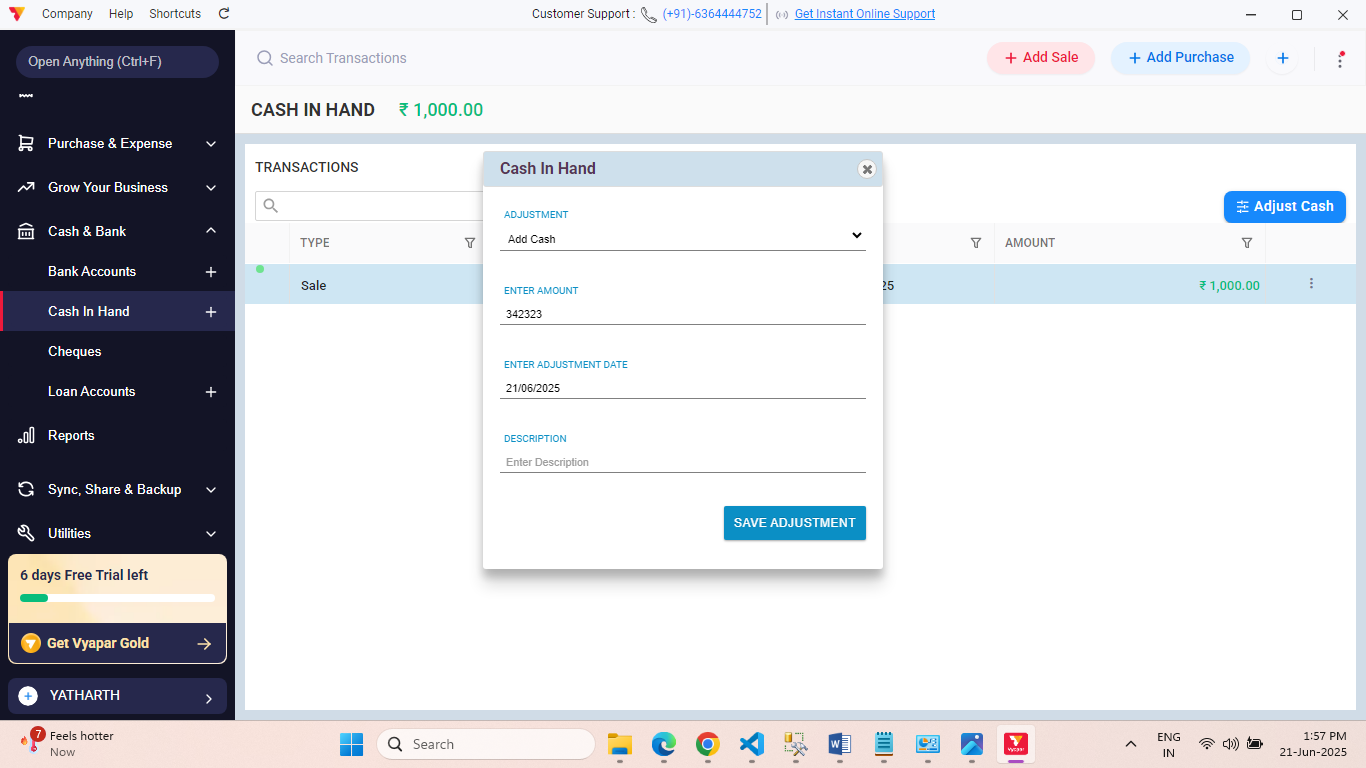 Company Help Shortcuts Customer Support : (+91)-6364444752 Get Instant Online Support
Open Anything (Ctrl+F)
Search Transactions
Add Sale
Add Purchase
CASH IN HAND ₹ 1,000.00
Purchase & Expense
Grow Your Business
Cash & Bank
Bank Accounts
Cash In Hand
Cheques
Loan Accounts
Reports
Sync, Share & Backup
Utilities
6 days Free Trial left
Get Vyapar Gold
YATHARTH
TRANSACTIONS
Adjust Cash
TYPE AMOUNT
Sale 25 ₹ 1,000.00
Cash In Hand
ADJUSTMENT
Add Cash
ENTER AMOUNT
342323
ENTER ADJUSTMENT DATE
21/06/2025
DESCRIPTION
Enter Description
SAVE ADJUSTMENT
7
Feels hotter
Now
Search
Vyapar
ENG
IN
1:57 PM
21-Jun-2025